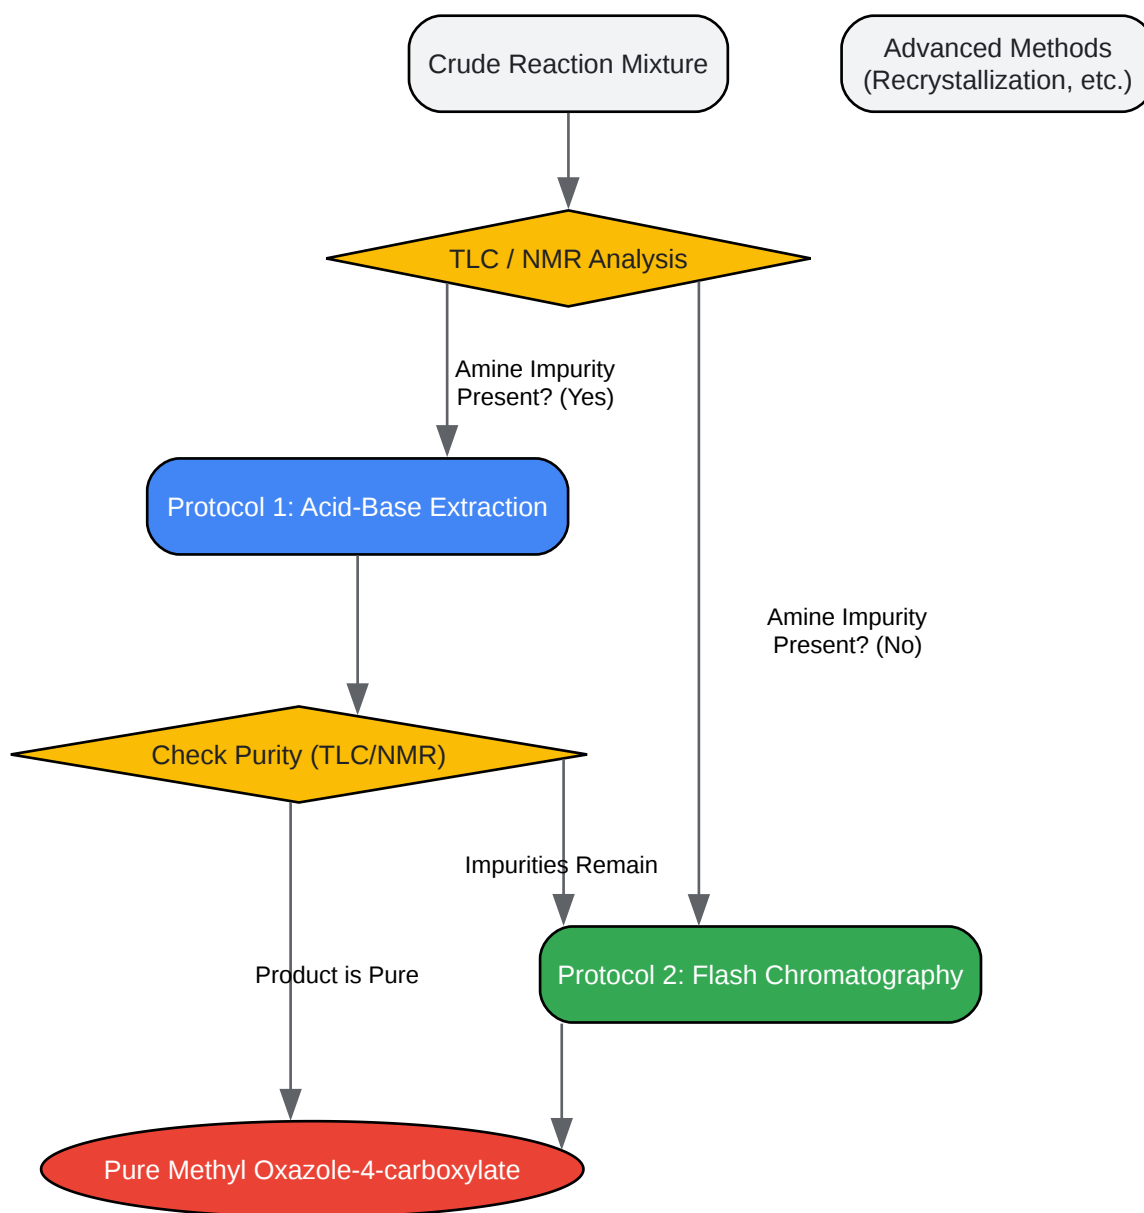 Crude Reaction Mixture
Advanced Methods
(Recrystallization, etc.)
TLC / NMR Analysis
Amine Impurity
Present? (Yes)
Protocol 1: Acid-Base Extraction
Amine Impurity
Present? (No)
Check Purity (TLC/NMR)
Impurities Remain
Product is Pure
Protocol 2: Flash Chromatography
Pure Methyl Oxazole-4-carboxylate